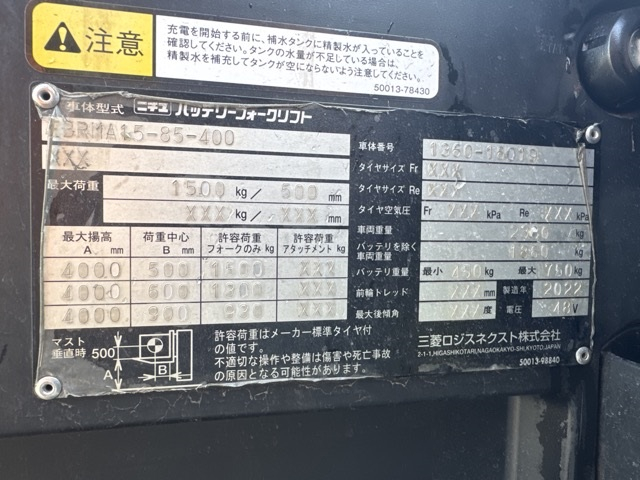 注意
充電を開始する前に、補水タンクに精製水が入っていることを
確認してください。タンクの水量が不足している場合は、
精製水を補充してタンクが空にならないよう注意してください。
50013-78430
車体型式 ニチユ バッテリーフォークリフト
XXX
最大荷重 1500 kg / 500 mm
XXX kg / XXX mm
最大揚高 A mm 荷重中心 B mm 許容荷重 フォークのみ kg 許容荷重 アタッチメント kg
4000 500 XXX
4000 XXX
4000 XXX
車体番号
タイヤサイズ Fr XXX
タイヤサイズ Re XXX
タイヤ空気圧 Fr XXX kPa Re XXX kPa
車両重量 kg
バッテリを除く車両重量 kg
バッテリ重量 最小 kg 最大 kg
前輪トレッド XXX mm 製造年 2022
最大後傾角 XXX 度 電圧 48 V
マスト
垂直時 500
A
B
許容荷重はメーカー標準タイヤ付
の値です。
不適切な操作や整備は傷害や死亡事故
の原因となる可能性があります。
三菱ロジスネクスト株式会社
2-1-1,HIGASHIKOTARI,NAGAOKAKYO-SHI,KYOTO,JAPAN
50013-98840